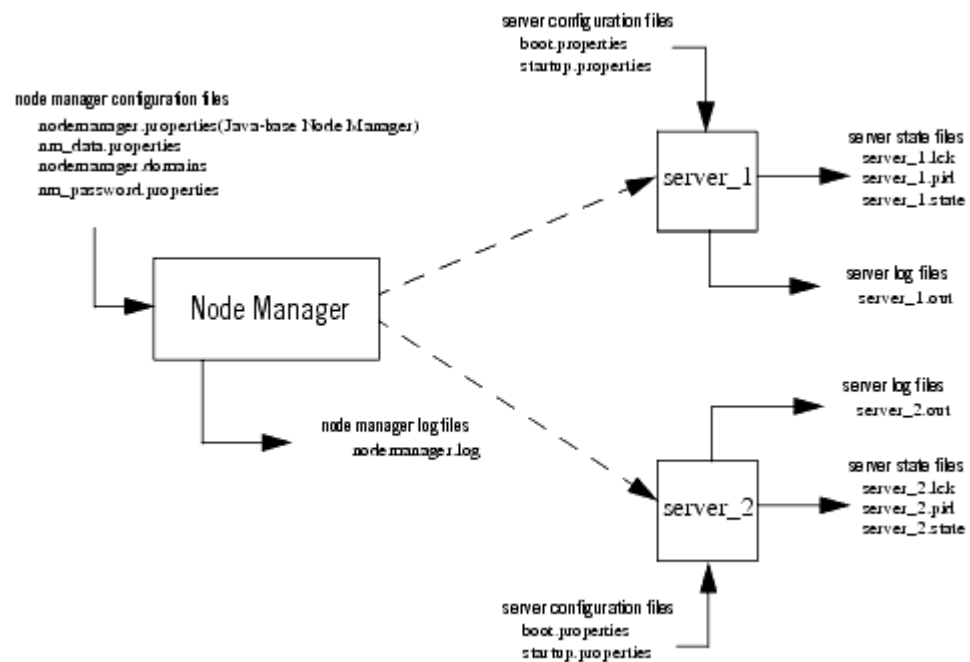 server configuration files
boot.properties
startup.properties
node manager configuration files
nodemanager.properties(Java-base Node Manager)
nm_data.properties
nodemanager.domains
nm_password.properties
server_1
server state files
server_1.lck
server_1.pid
server_1.state
server log files
server_1.out
Node Manager
node manager log files
nodemanager.log
server log files
server_2.out
server_2
server state files
server_2.lck
server_2.pid
server_2.state
server configuration files
boot.properties
startup.properties